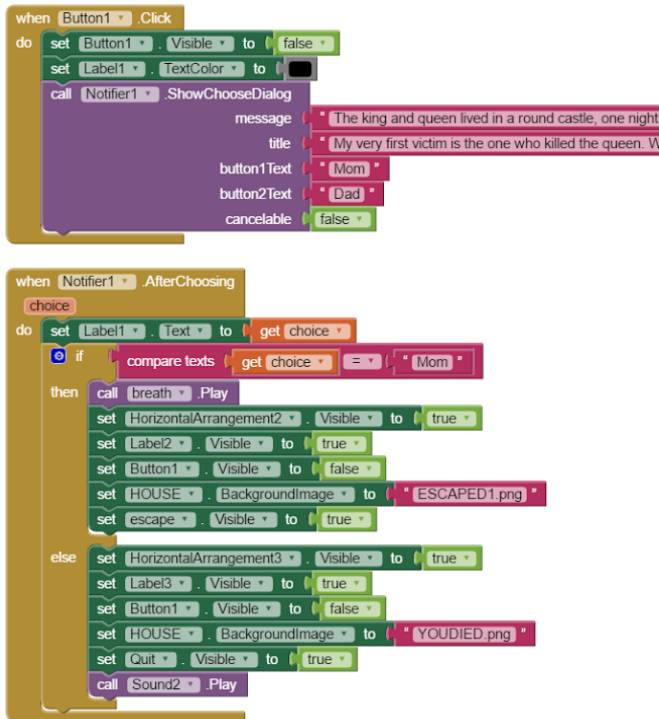 when Button1 .Click
do set Button1 . Visible to false
set Label1 . TextColor to
call Notifier1 .ShowChooseDialog
message " The king and queen lived in a round castle, one night
title " My very first victim is the one who killed the queen. W
button1Text " Mom "
button2Text " Dad "
cancelable false
when Notifier1 .AfterChoosing
choice
do set Label1 . Text to get choice
if compare texts get choice = " Mom "
then call breath .Play
set HorizontalArrangement2 . Visible to true
set Label2 . Visible to true
set Button1 . Visible to false
set HOUSE . BackgroundImage to " ESCAPED1.png "
set escape . Visible to true
else set HorizontalArrangement3 . Visible to true
set Label3 . Visible to true
set Button1 . Visible to false
set HOUSE . BackgroundImage to " YOUDIED.png "
set Quit . Visible to true
call Sound2 .Play